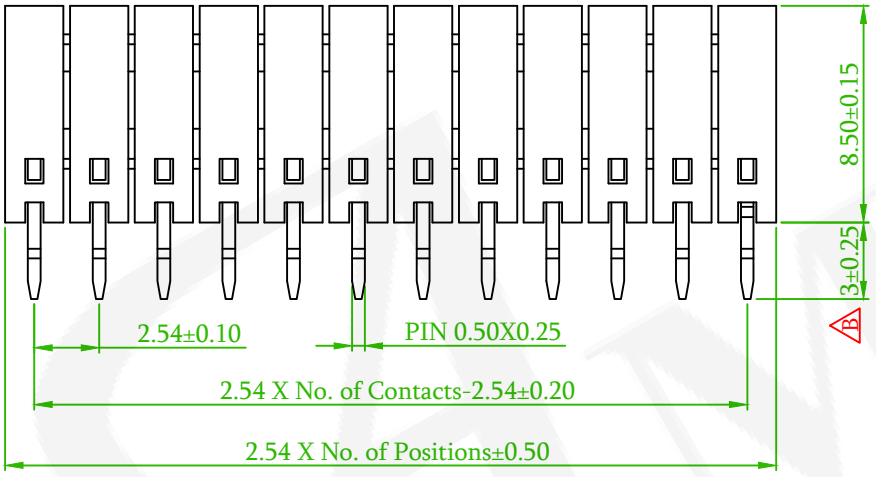 8.50±0.15
3±0.25
B
2.54±0.10
PIN 0.50X0.25
2.54 X No. of Contacts-2.54±0.20
2.54 X No. of Positions±0.50